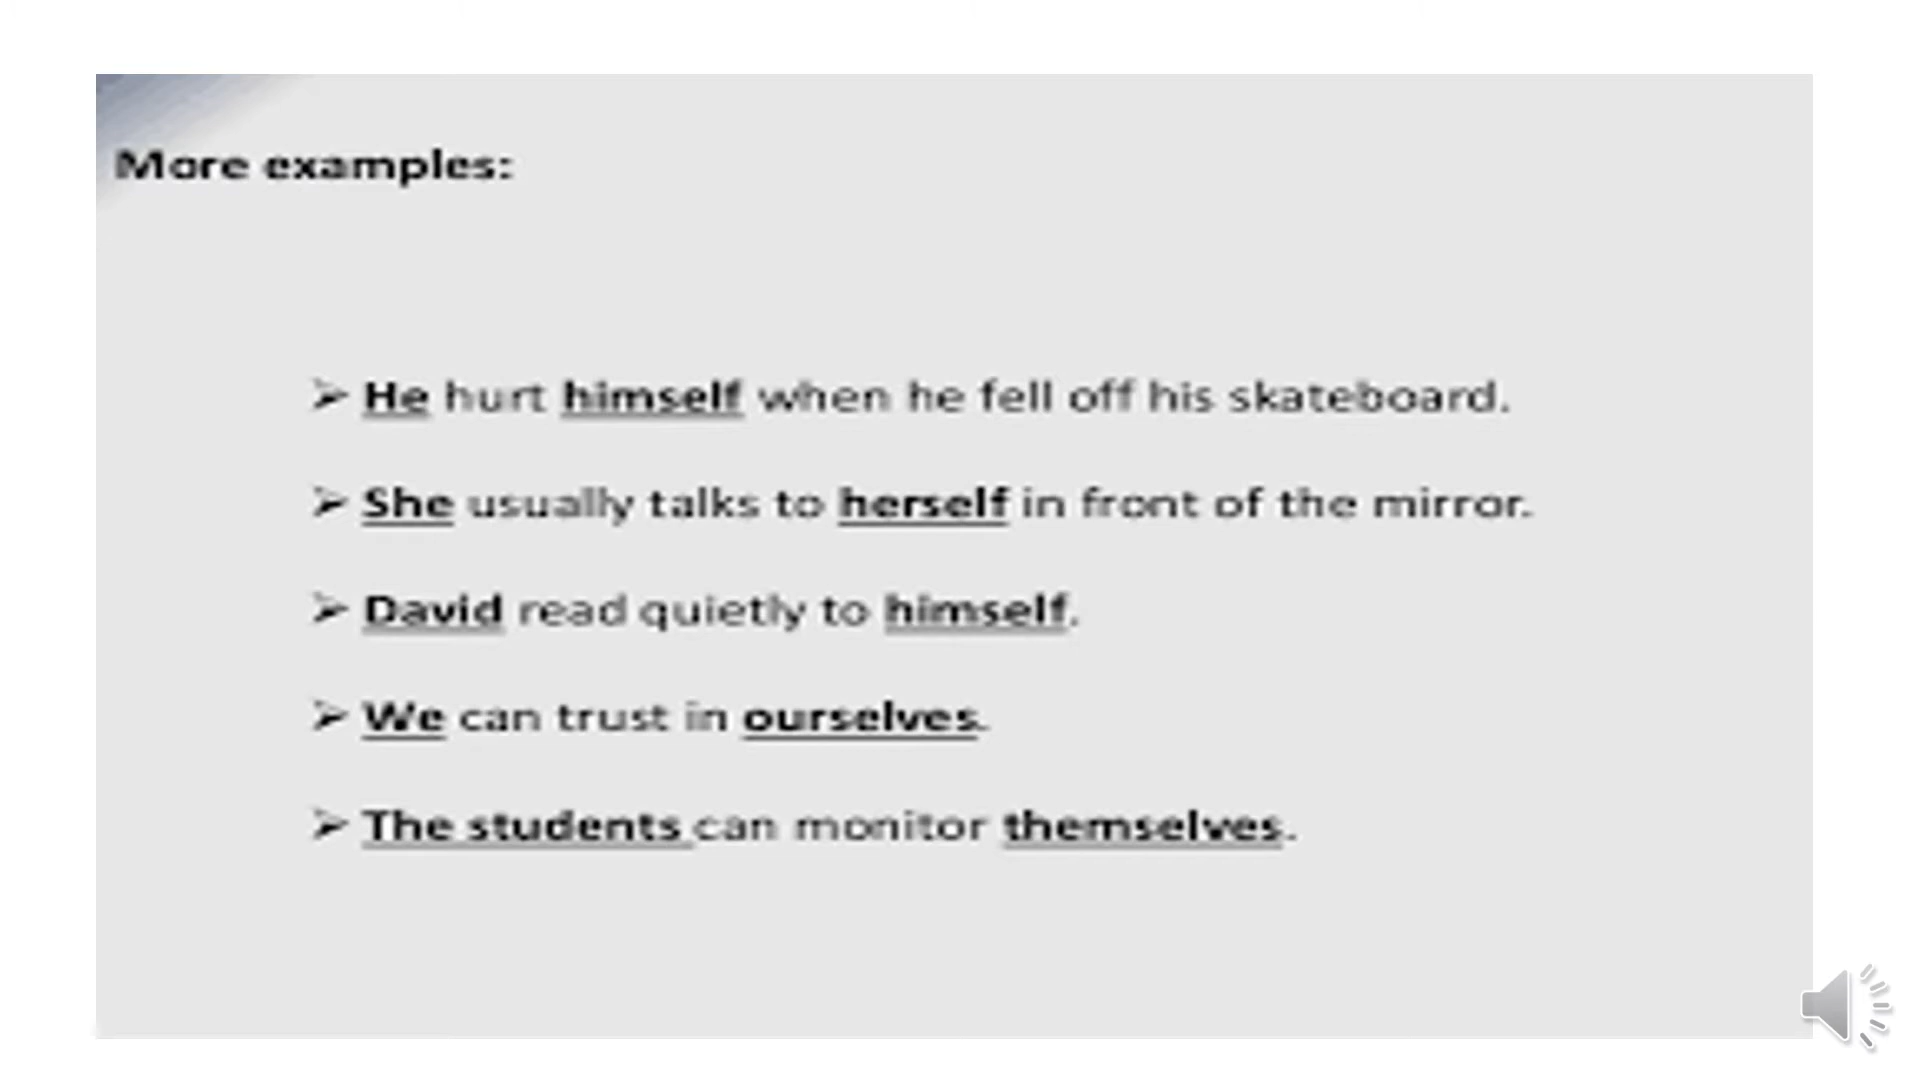 More examples:
➢ He hurt himself when he fell off his skateboard.
➢ She usually talks to herself in front of the mirror.
➢ David read quietly to himself.
➢ We can trust in ourselves.
➢ The students can monitor themselves.